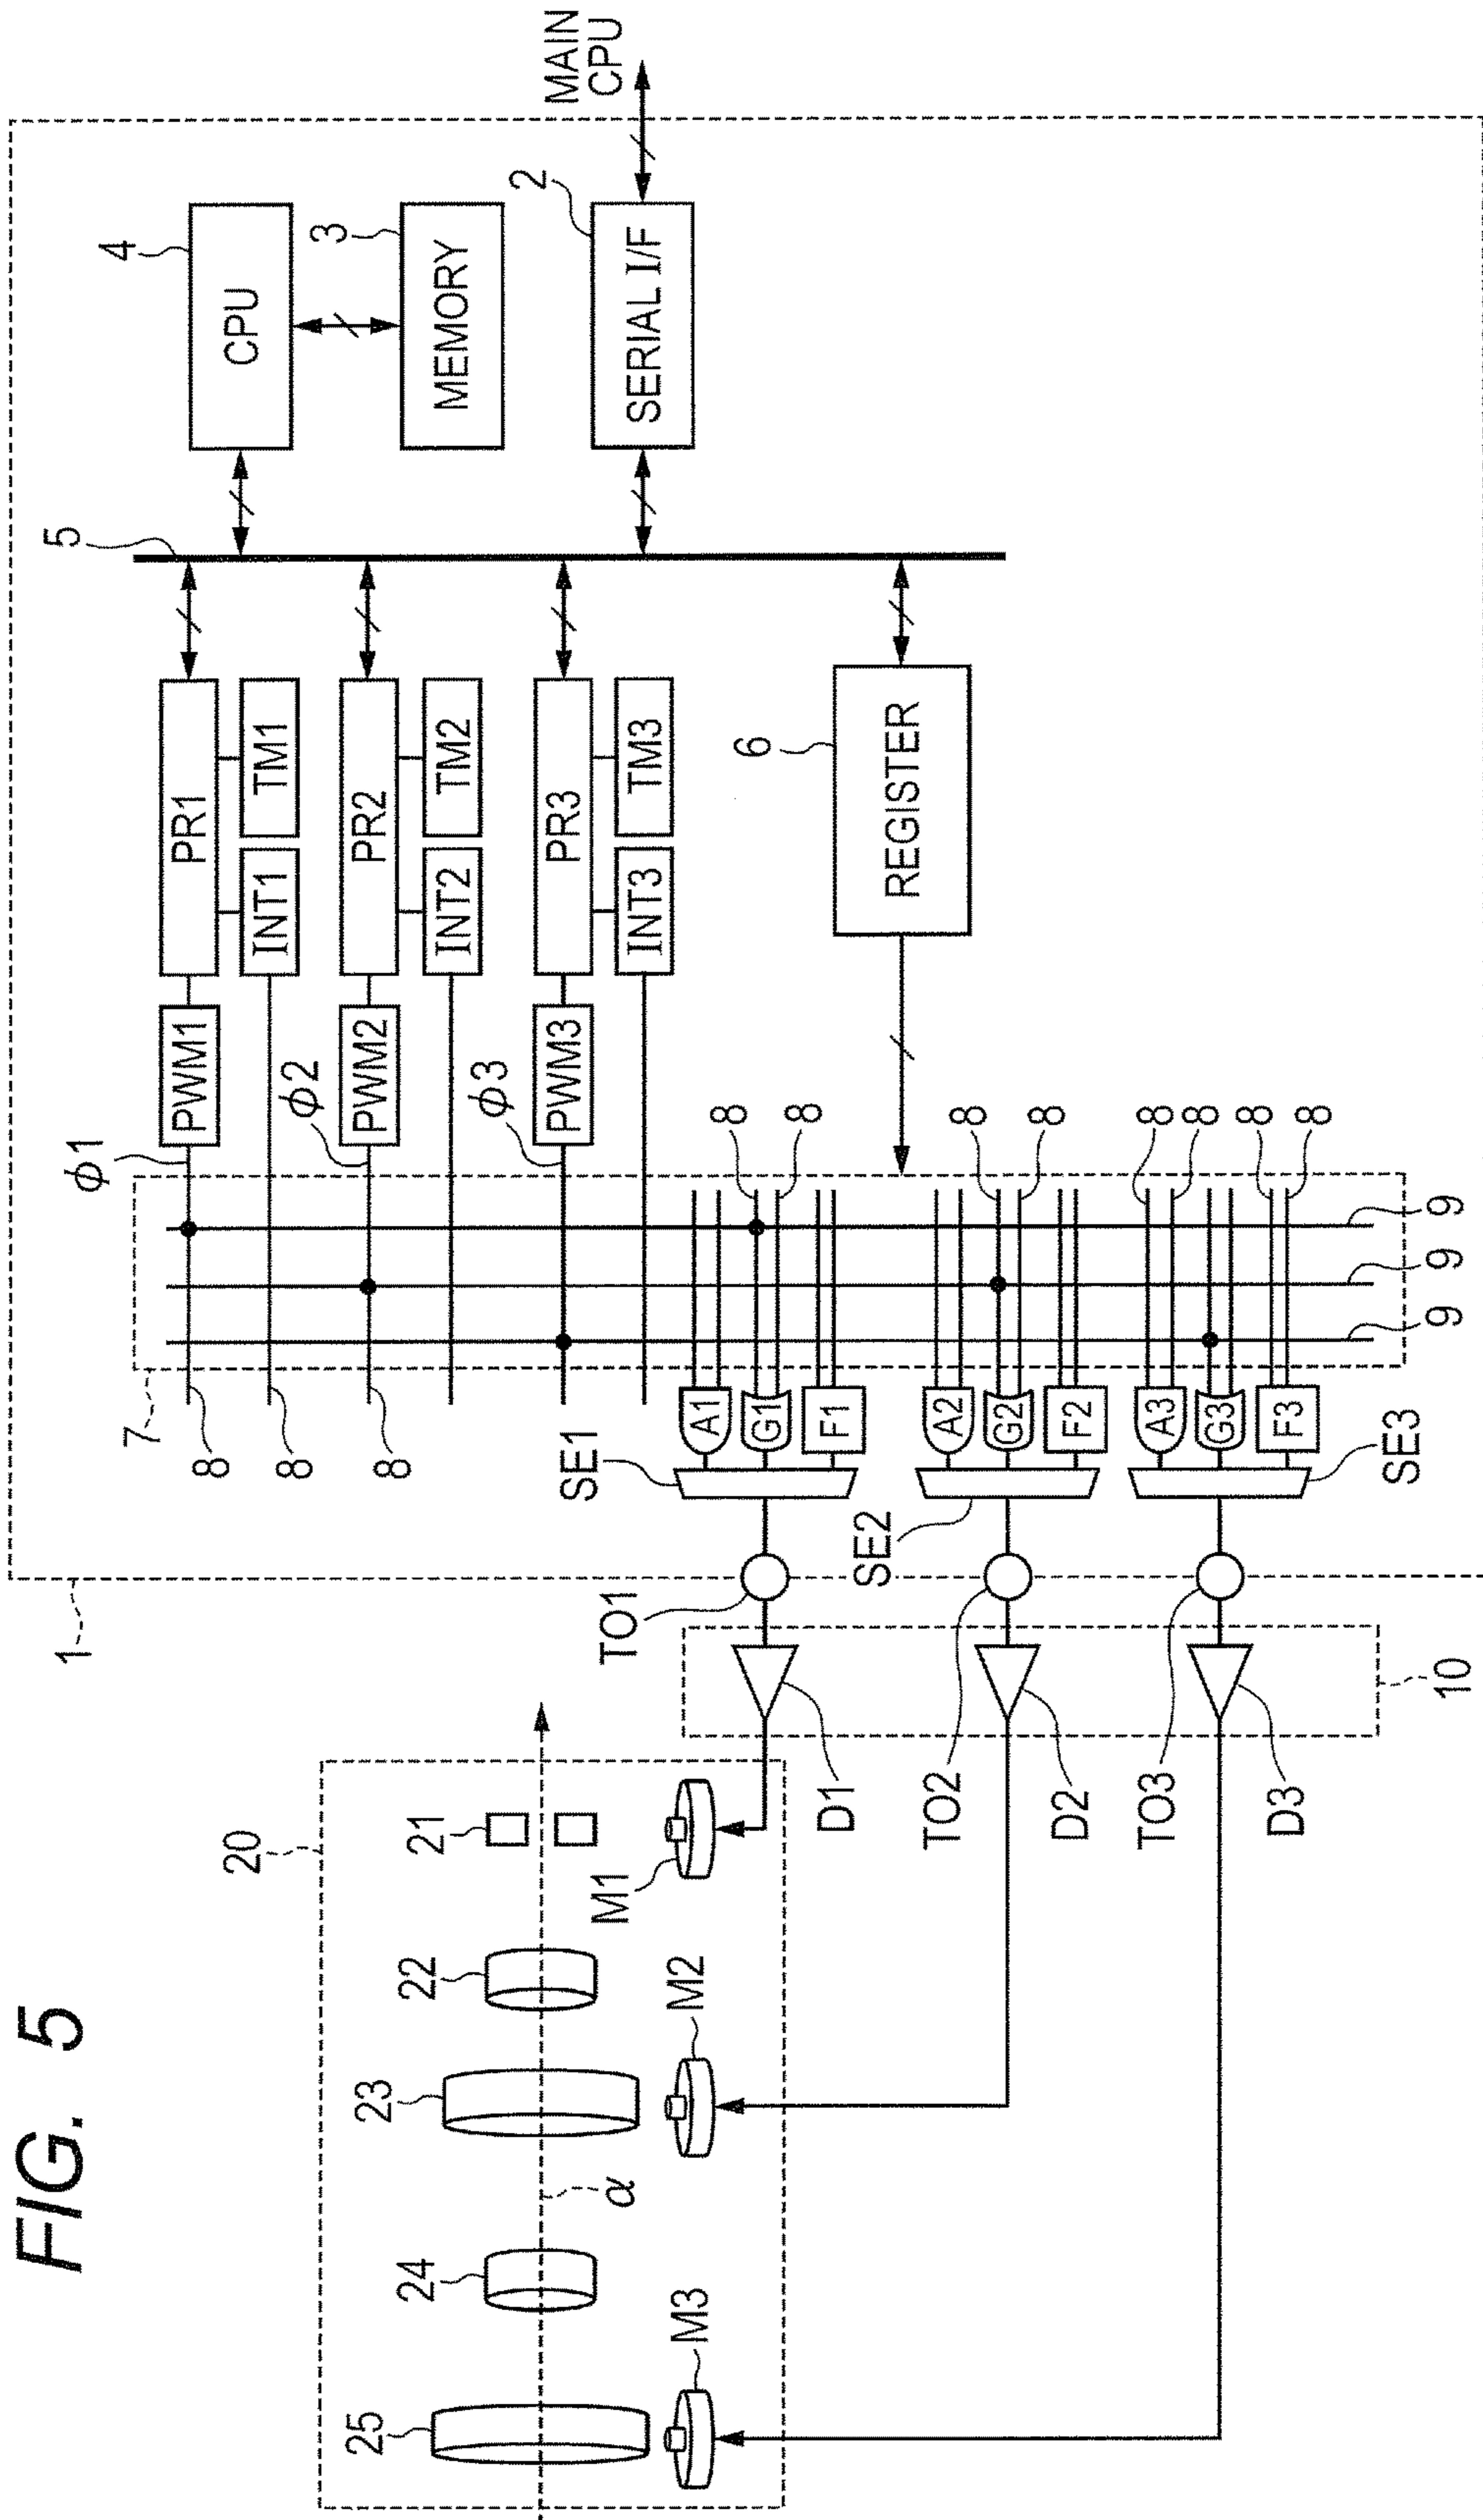 FIG. 5
MAIN
CPU
4
CPU
3
MEMORY
2
SERIAL I/F
5
PR1
TM1
INT1
PWM1
φ1
PR2
TM2
INT2
PWM2
φ2
PR3
TM3
INT3
PWM3
φ3
6
REGISTER
7
8
8
8
8
8
8
8
8
8
8
8
9
9
9
A1
G1
F1
A2
G2
F2
A3
G3
F3
SE1
SE2
SE3
1
TO1
TO2
TO3
10
D1
D2
D3
20
21
22
23
24
25
M1
M2
M3
α